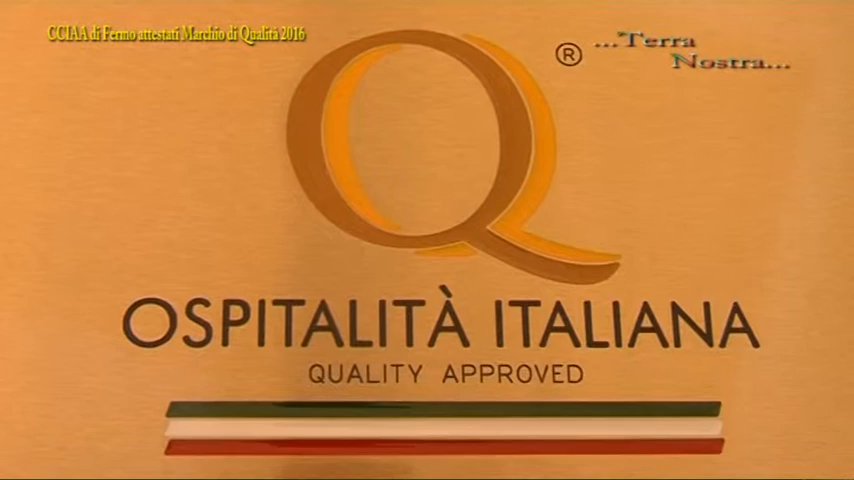 CCIAA di Fermo attestati Marchio di Qualità 2016
...Terra
Nostra...
Q ®
OSPITALITÀ ITALIANA
QUALITY APPROVED